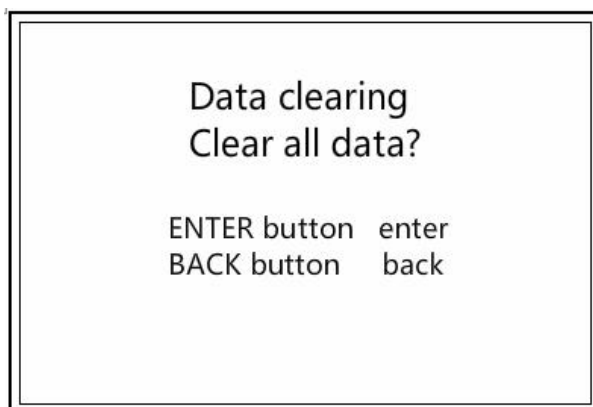 Data clearing
Clear all data?
ENTER button enter
BACK button back